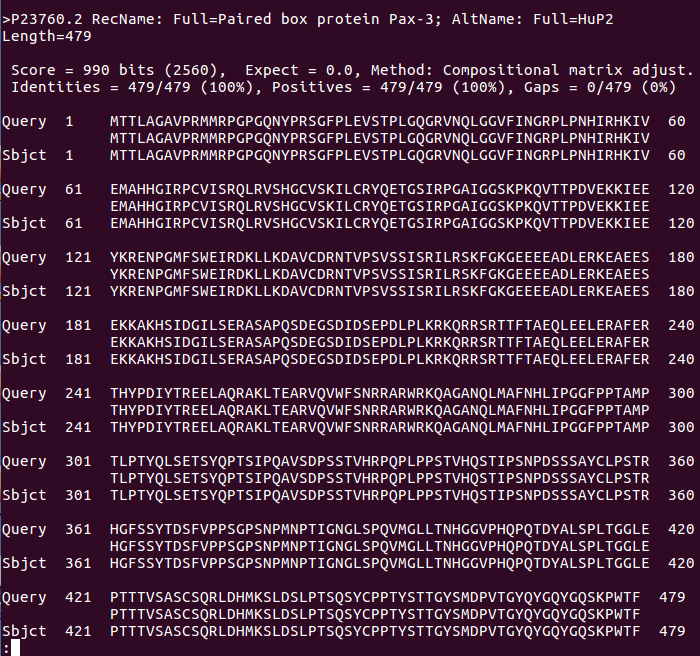 >P23760.2 RecName: Full=Paired box protein Pax-3; AltName: Full=HuP2
Length=479
Score = 990 bits (2560), Expect = 0.0, Method: Compositional matrix adjust.
Identities = 479/479 (100%), Positives = 479/479 (100%), Gaps = 0/479 (0%)
Query 1 MTTLAGAVPRMMRPGPGQNYPRSGFPLEVSTPLGQGRVNQLGGVFINGRPLPNHIRHKIV 60
MTTLAGAVPRMMRPGPGQNYPRSGFPLEVSTPLGQGRVNQLGGVFINGRPLPNHIRHKIV
Sbjct 1 MTTLAGAVPRMMRPGPGQNYPRSGFPLEVSTPLGQGRVNQLGGVFINGRPLPNHIRHKIV 60
Query 61 EMAHHGIRPCVISRQLRVSHGCVSKILCRYQETGSIRPGAIGGSKPKQVTTPDVEKKIEE 120
EMAHHGIRPCVISRQLRVSHGCVSKILCRYQETGSIRPGAIGGSKPKQVTTPDVEKKIEE
Sbjct 61 EMAHHGIRPCVISRQLRVSHGCVSKILCRYQETGSIRPGAIGGSKPKQVTTPDVEKKIEE 120
Query 121 YKRENPGMFSWEIRDKLLKDAVCDRNTVPSVSSISRILRSKFGKGEEEEADLERKEAEES 180
YKRENPGMFSWEIRDKLLKDAVCDRNTVPSVSSISRILRSKFGKGEEEEADLERKEAEES
Sbjct 121 YKRENPGMFSWEIRDKLLKDAVCDRNTVPSVSSISRILRSKFGKGEEEEADLERKEAEES 180
Query 181 EKKAKHSIDGILSERASAPQSDEGSDIDSEPDLPLKRKQRRSRTTFTAEQLEELERAFER 240
EKKAKHSIDGILSERASAPQSDEGSDIDSEPDLPLKRKQRRSRTTFTAEQLEELERAFER
Sbjct 181 EKKAKHSIDGILSERASAPQSDEGSDIDSEPDLPLKRKQRRSRTTFTAEQLEELERAFER 240
Query 241 THYPDIYTREELAQRAKLTEARVQVWFSNRRARWRKQAGANQLMAFNHLIPGGFPPTAMP 300
THYPDIYTREELAQRAKLTEARVQVWFSNRRARWRKQAGANQLMAFNHLIPGGFPPTAMP
Sbjct 241 THYPDIYTREELAQRAKLTEARVQVWFSNRRARWRKQAGANQLMAFNHLIPGGFPPTAMP 300
Query 301 TLPTYQLSETSYQPTSIPQAVSDPSSTVHRPQPLPPSTVHQSTIPSNPDSSSAYCLPSTR 360
TLPTYQLSETSYQPTSIPQAVSDPSSTVHRPQPLPPSTVHQSTIPSNPDSSSAYCLPSTR
Sbjct 301 TLPTYQLSETSYQPTSIPQAVSDPSSTVHRPQPLPPSTVHQSTIPSNPDSSSAYCLPSTR 360
Query 361 HGFSSYTDSFVPPSGPSNPMNPTIGNGLSPQVMGLLTNHGGVPHQPQTDYALSPLTGGLE 420
HGFSSYTDSFVPPSGPSNPMNPTIGNGLSPQVMGLLTNHGGVPHQPQTDYALSPLTGGLE
Sbjct 361 HGFSSYTDSFVPPSGPSNPMNPTIGNGLSPQVMGLLTNHGGVPHQPQTDYALSPLTGGLE 420
Query 421 PTTTVSASCSQRLDHMKSLDSLPTSQSYCPPTYSTTGYSMDPVTGYQYGQYGQSKPWTF 479
PTTTVSASCSQRLDHMKSLDSLPTSQSYCPPTYSTTGYSMDPVTGYQYGQYGQSKPWTF
Sbjct 421 PTTTVSASCSQRLDHMKSLDSLPTSQSYCPPTYSTTGYSMDPVTGYQYGQYGQSKPWTF 479
: